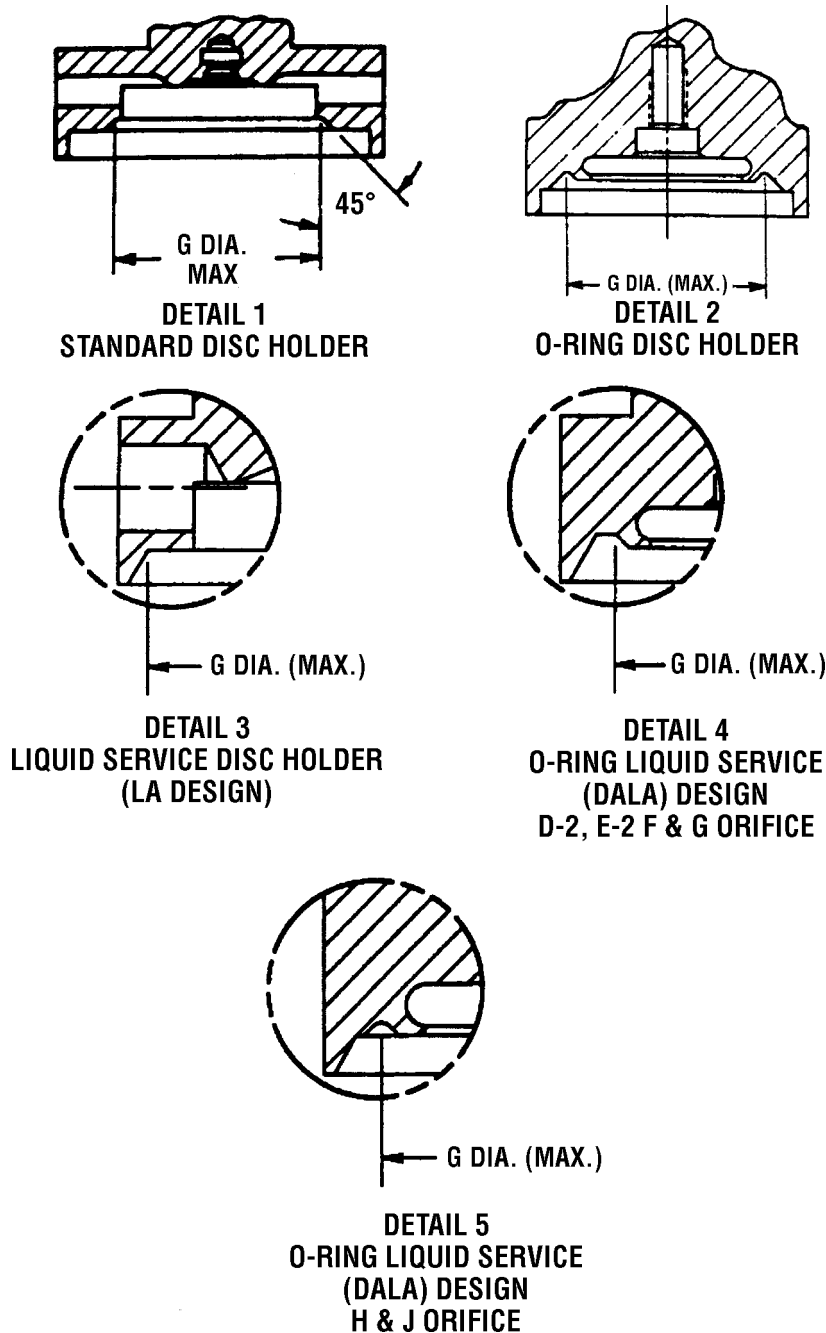 45°
G DIA.
MAX
DETAIL 1
STANDARD DISC HOLDER
G DIA. (MAX.)
DETAIL 2
O-RING DISC HOLDER
G DIA. (MAX.)
DETAIL 3
LIQUID SERVICE DISC HOLDER
(LA DESIGN)
G DIA. (MAX.)
DETAIL 4
O-RING LIQUID SERVICE
(DALA) DESIGN
D-2, E-2 F & G ORIFICE
G DIA. (MAX.)
DETAIL 5
O-RING LIQUID SERVICE
(DALA) DESIGN
H & J ORIFICE